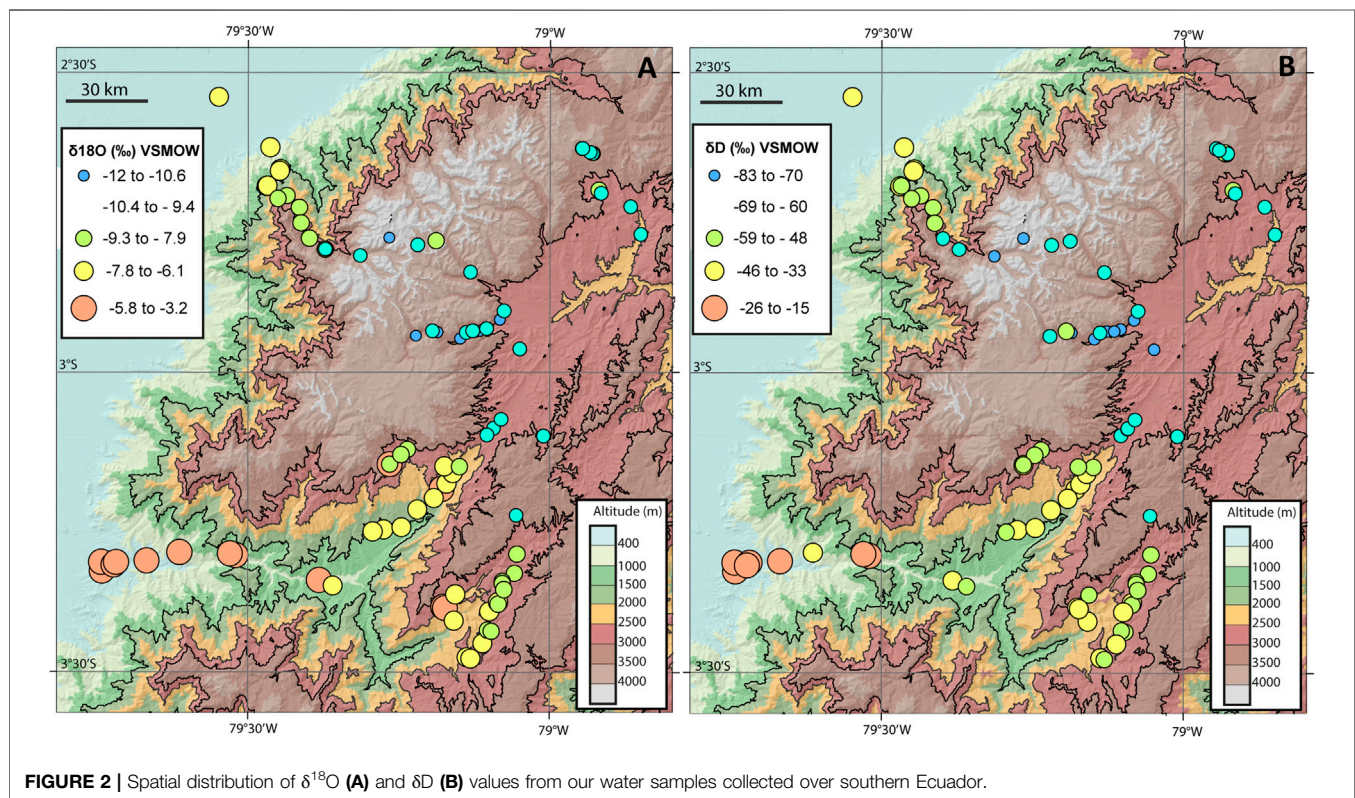 79°30'W
79°W
79°30'W
79°W
2°30'S
A
30 km
δ18O (‰) VSMOW
-12 to -10.6
-10.4 to - 9.4
-9.3 to - 7.9
-7.8 to -6.1
-5.8 to -3.2
3°S
3°30'S
Altitude (m)
400
1000
1500
2000
2500
3000
3500
4000
79°30'W
79°W
2°30'S
B
30 km
δD (‰) VSMOW
-83 to -70
-69 to - 60
-59 to - 48
-46 to -33
-26 to -15
3°S
3°30'S
Altitude (m)
400
1000
1500
2000
2500
3000
3500
4000
79°30'W
79°W
FIGURE 2 | Spatial distribution of δ¹⁸O (A) and δD (B) values from our water samples collected over southern Ecuador.